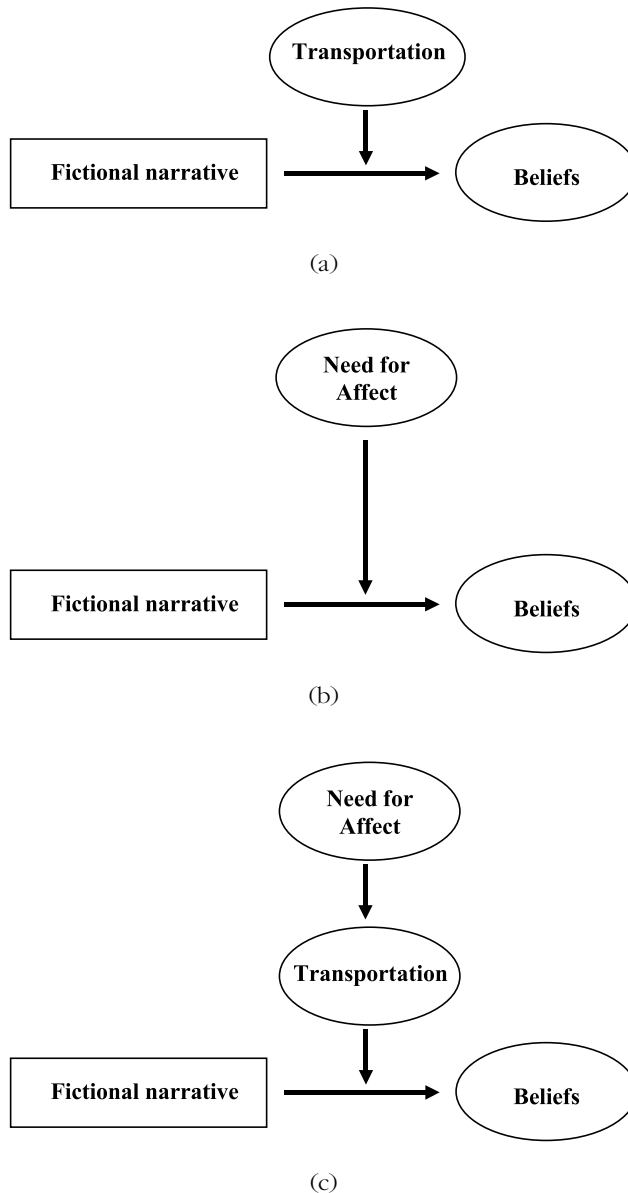 Transportation
Fictional narrative
Beliefs
(a)
Need for
Affect
Fictional narrative
Beliefs
(b)
Need for
Affect
Transportation
Fictional narrative
Beliefs
(c)